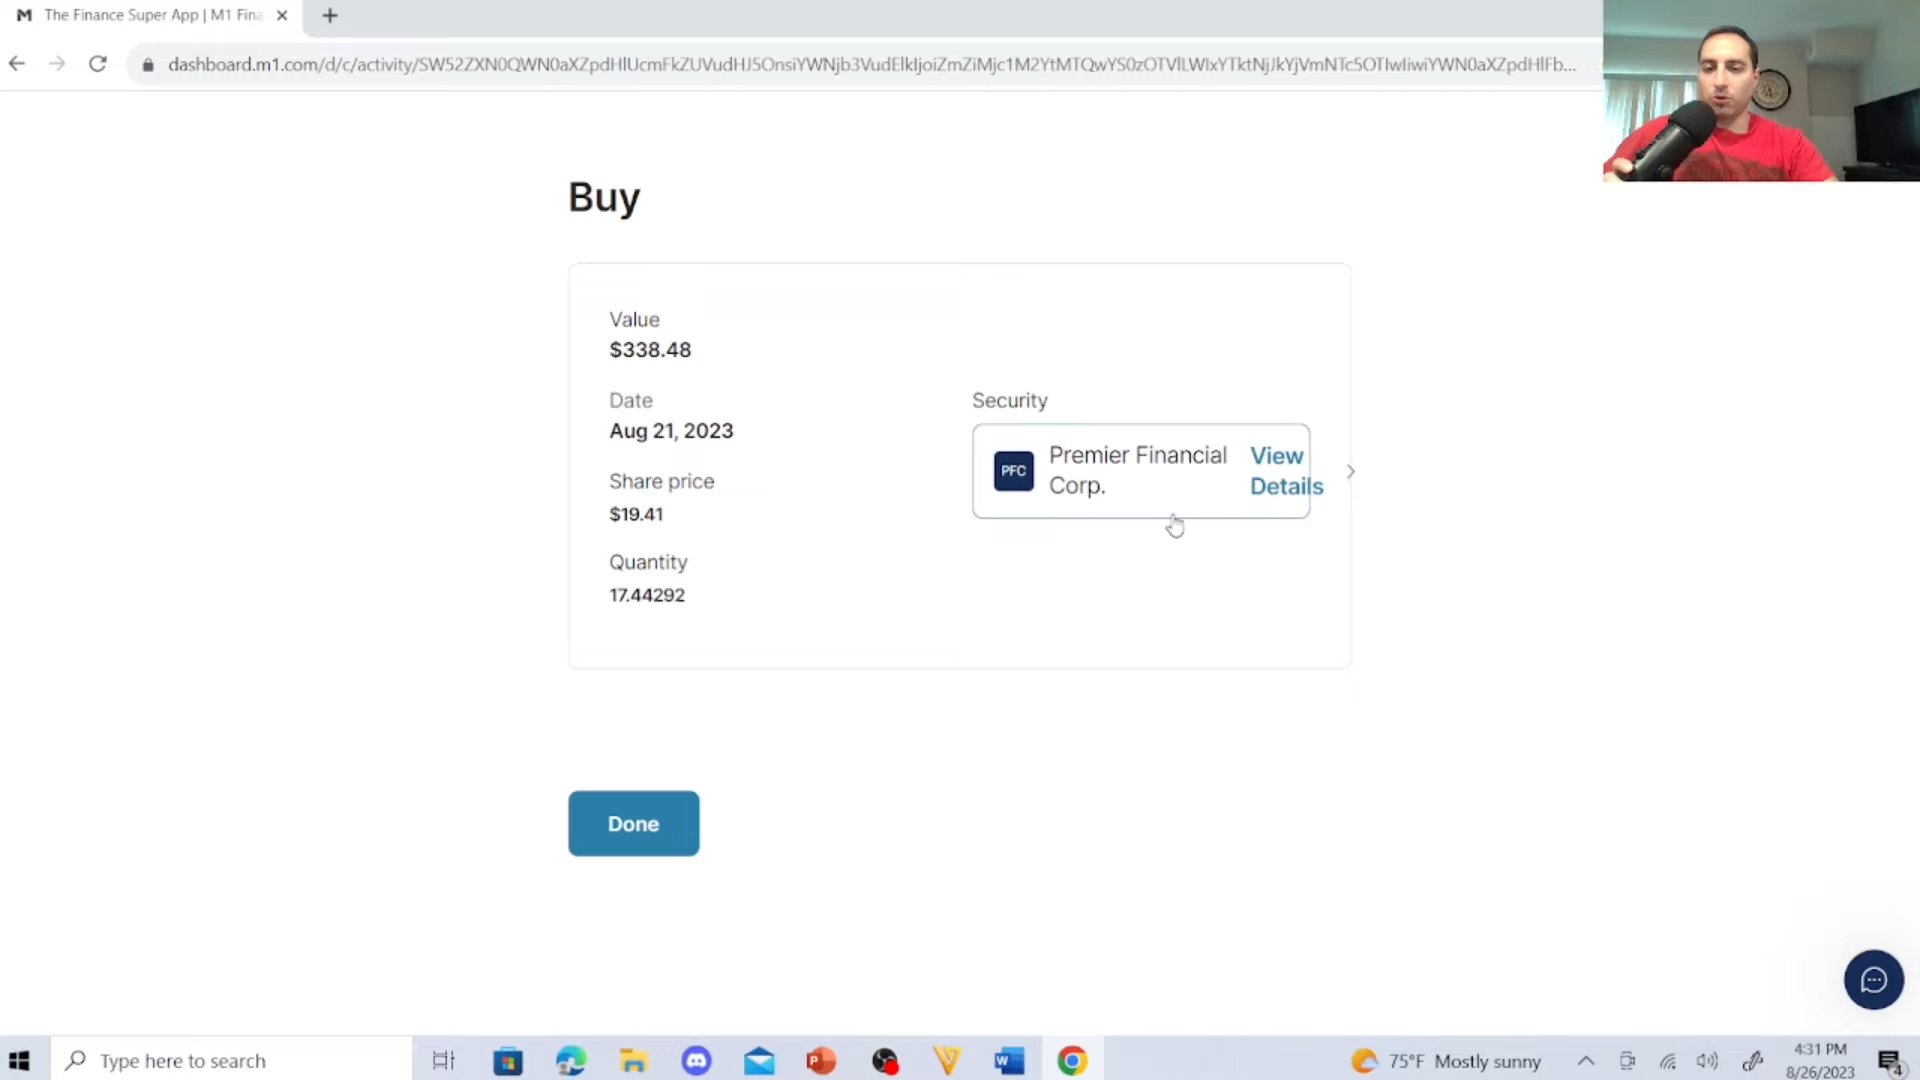 M The Finance Super App | M1 Fina
dashboard.m1.com/d/c/activity/SW52ZXN0QWN0aXZpdHlUcmFkZUVudHJ5OnsiYWNjb3VudElkIjoiZmZiMjc1M2YtMTQwYS0zOTVlLWIxYTktNjJkYjVmNTc5OTIwIiwiYWN0aXZpdHlFb...
Buy
Value
$338.48
Date
Aug 21, 2023
Security
PFC
Premier Financial
Corp.
View
Details
Share price
$19.41
Quantity
17.44292
Done
Type here to search
75°F Mostly sunny
4:31 PM
8/26/2023
4